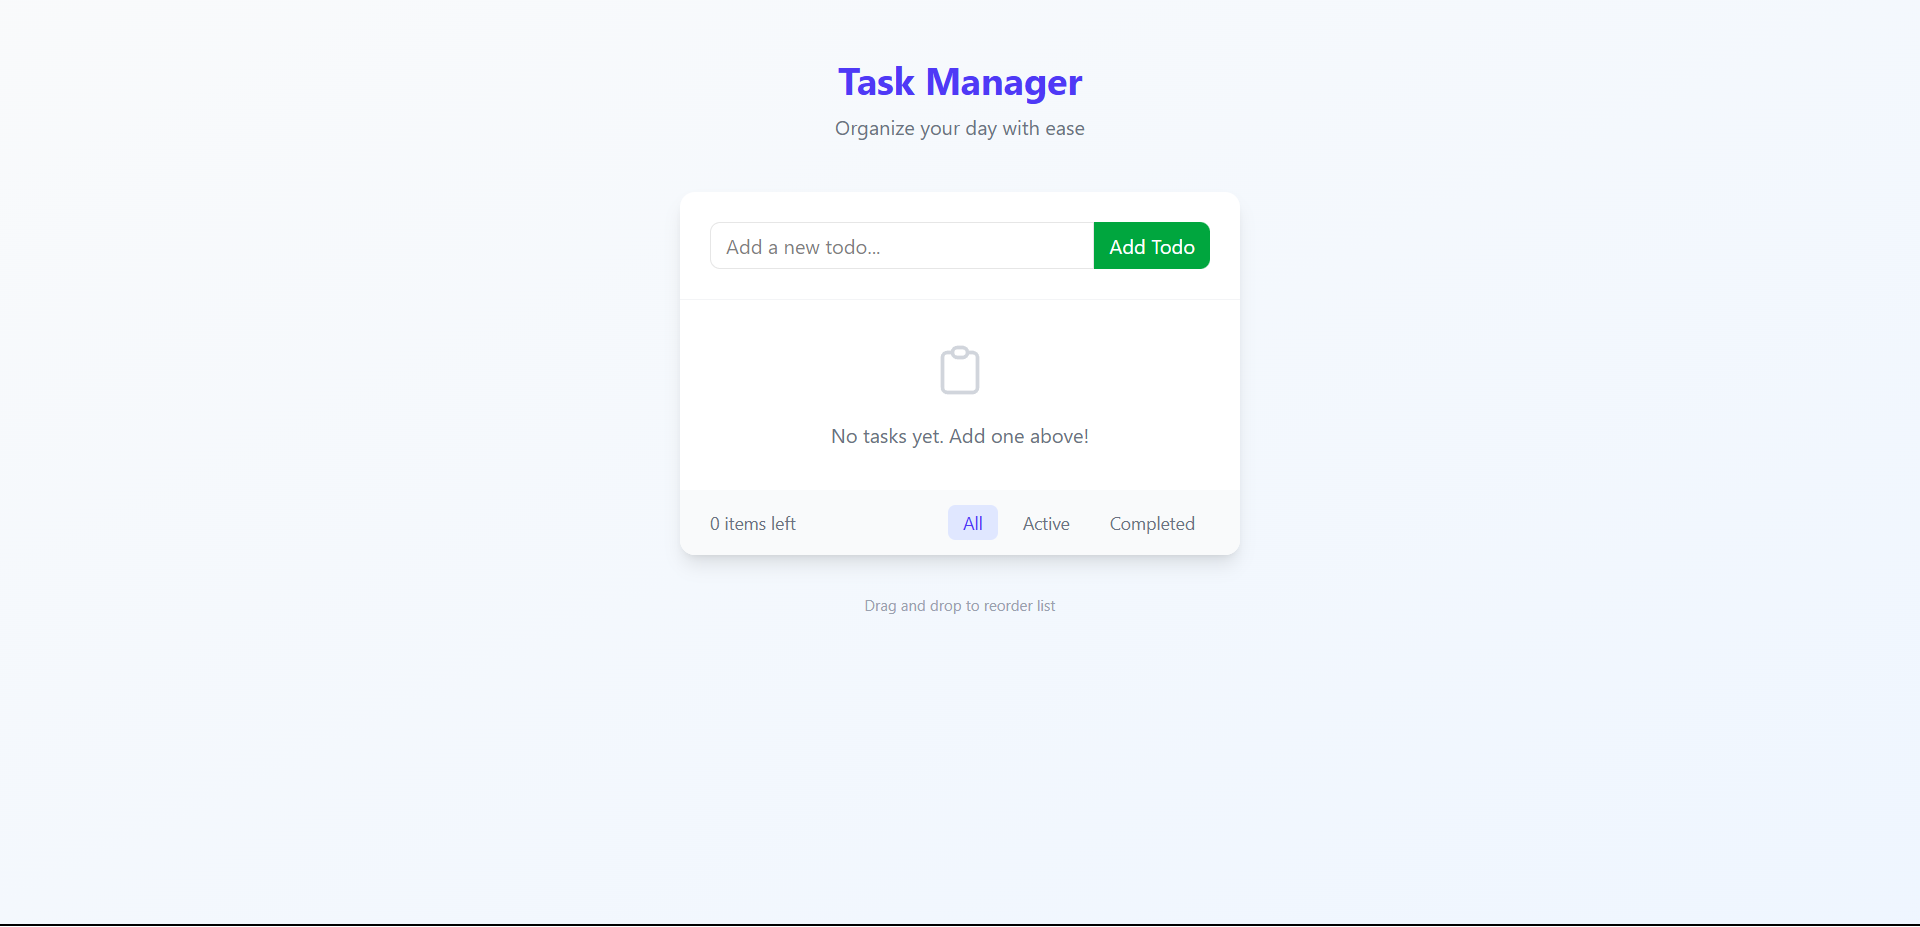 Task Manager
Organize your day with ease
Add a new todo...
Add Todo
No tasks yet. Add one above!
0 items left
All
Active
Completed
Drag and drop to reorder list